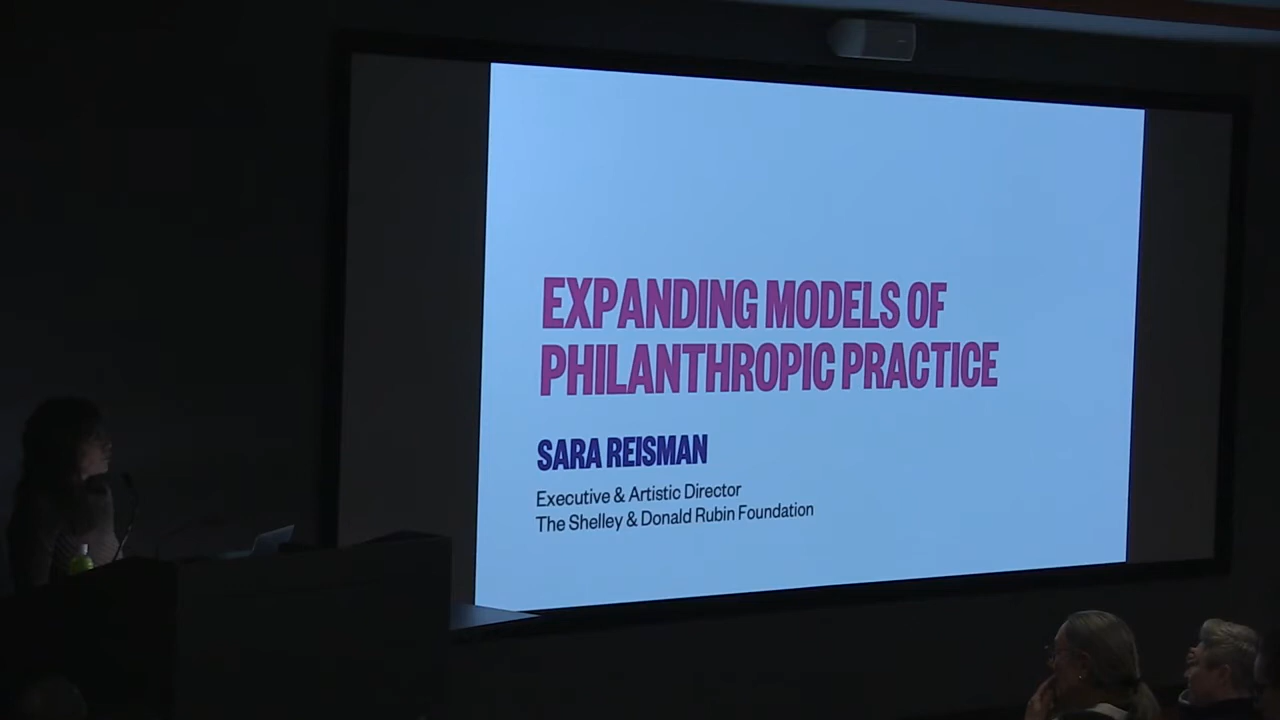 EXPANDING MODELS OF
PHILANTHROPIC PRACTICE
SARA REISMAN
Executive & Artistic Director
The Shelley & Donald Rubin Foundation